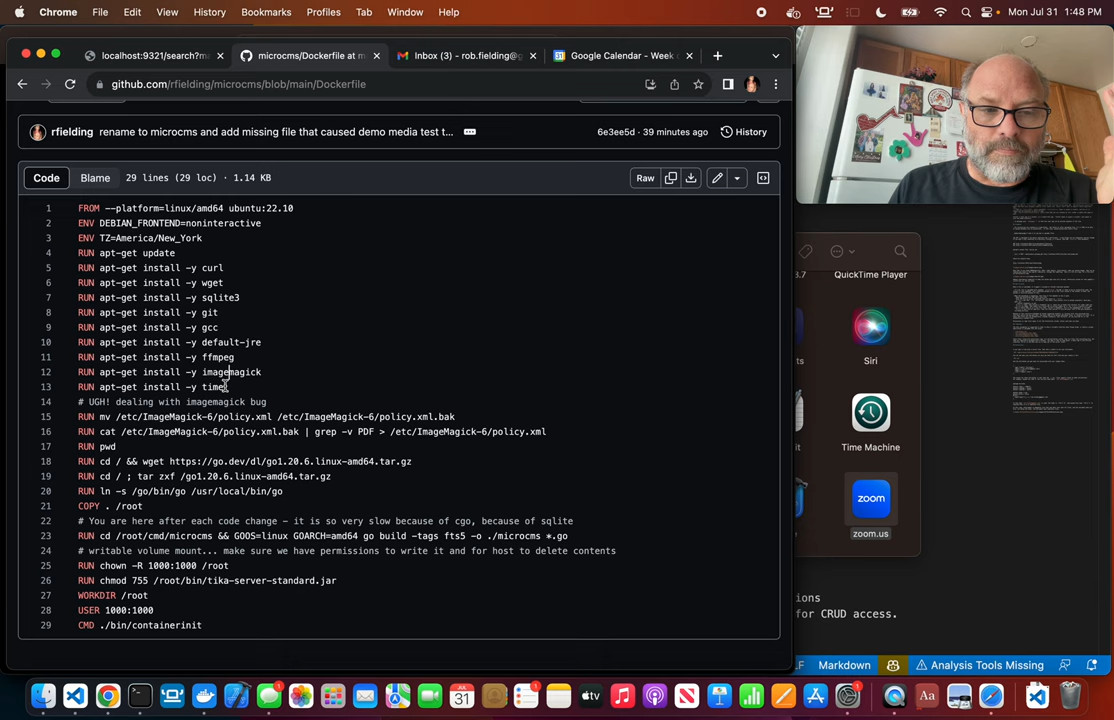 Chrome File Edit View History Bookmarks Profiles Tab Window Help Mon Jul 31 1:48 PM
localhost:9321/search?m microcms/Dockerfile at m Inbox (3) - rob.fielding@g Google Calendar - Week
github.com/rfielding/microcms/blob/main/Dockerfile
rfielding rename to microcms and add missing file that caused demo media test t... 6e3ee5d · 39 minutes ago History
Code Blame 29 lines (29 loc) · 1.14 KB Raw
1 FROM --platform=linux/amd64 ubuntu:22.10
2 ENV DEBIAN_FRONTEND=noninteractive
3 ENV TZ=America/New_York
4 RUN apt-get update
5 RUN apt-get install -y curl
6 RUN apt-get install -y wget
7 RUN apt-get install -y sqlite3
8 RUN apt-get install -y git
9 RUN apt-get install -y gcc
10 RUN apt-get install -y default-jre
11 RUN apt-get install -y ffmpeg
12 RUN apt-get install -y imagemagick
13 RUN apt-get install -y time
14 # UGH! dealing with imagemagick bug
15 RUN mv /etc/ImageMagick-6/policy.xml /etc/ImageMagick-6/policy.xml.bak
16 RUN cat /etc/ImageMagick-6/policy.xml.bak | grep -v PDF > /etc/ImageMagick-6/policy.xml
17 RUN pwd
18 RUN cd / && wget https://go.dev/dl/go1.20.6.linux-amd64.tar.gz
19 RUN cd / ; tar zxf /go1.20.6.linux-amd64.tar.gz
20 RUN ln -s /go/bin/go /usr/local/bin/go
21 COPY . /root
22 # You are here after each code change - it is so very slow because of cgo, because of sqlite
23 RUN cd /root/cmd/microcms && GOOS=linux GOARCH=amd64 go build -tags fts5 -o ./microcms *.go
24 # writable volume mount... make sure we have permissions to write it and for host to delete contents
25 RUN chown -R 1000:1000 /root
26 RUN chmod 755 /root/bin/tika-server-standard.jar
27 WORKDIR /root
28 USER 1000:1000
29 CMD ./bin/containerinit
3.7 QuickTime Player
ts Siri
it Time Machine
zoom
zoom.us
ions
for CRUD access.
LF Markdown Analysis Tools Missing
JUL
31
Aa